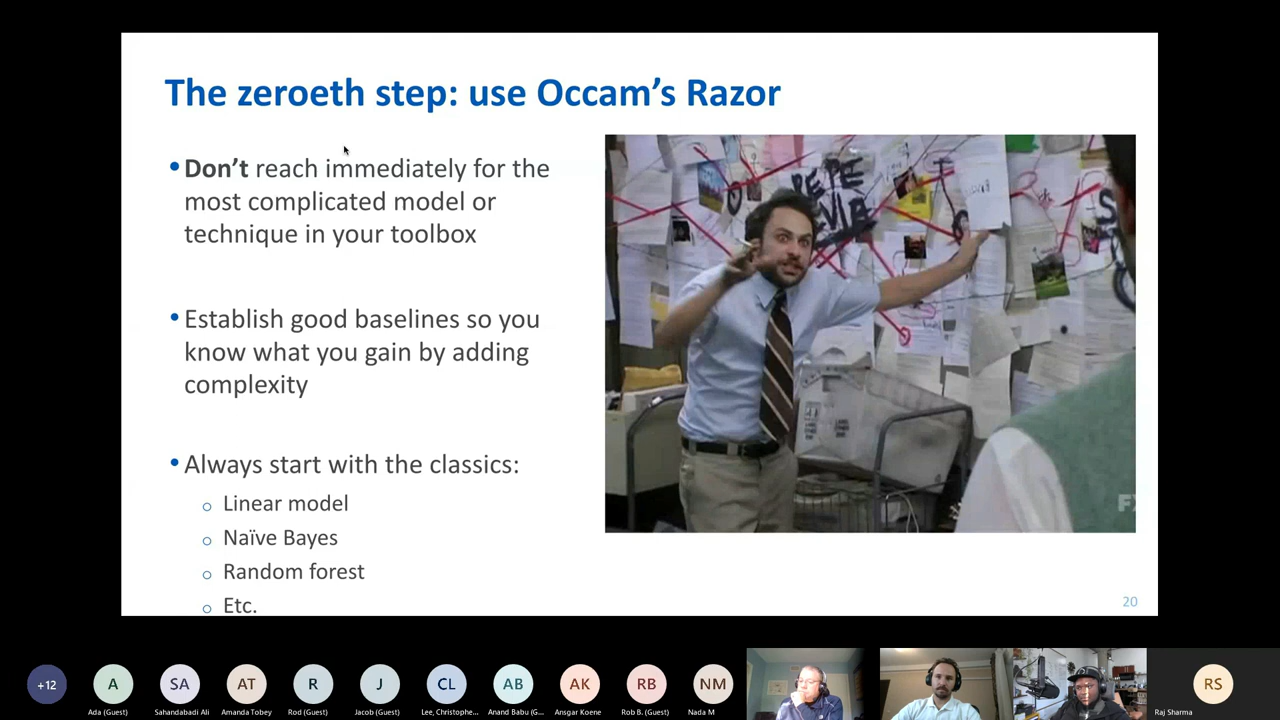 The zeroeth step: use Occam's Razor
•Don't reach immediately for the
most complicated model or
technique in your toolbox
•Establish good baselines so you
know what you gain by adding
complexity
•Always start with the classics:
o Linear model
o Naïve Bayes
o Random forest
o Etc.
PEPE
SILVIA
FX
20
+12
A
SA
AT
R
J
CL
AB
AK
RB
NM
RS
Ada (Guest)
Sahandabadi Ali
Amanda Tobey
Rod (Guest)
Jacob (Guest)
Lee, Christophe...
Anand Babu (G...
Ansgar Koene
Rob B. (Guest)
Nada M
Raj Sharma